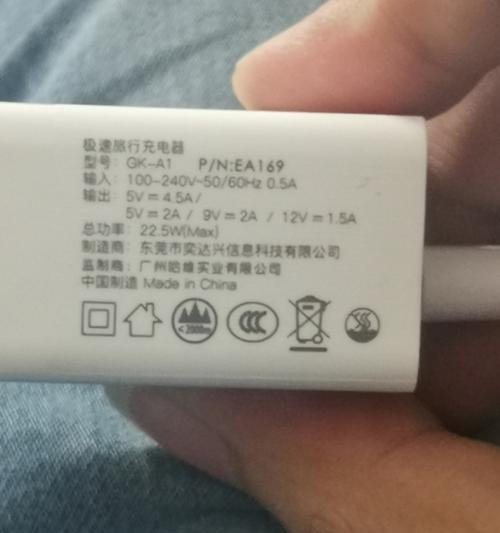 极速旅行充电器
型号: GK-A1 P/N:EA169
输入: 100-240V~50/60Hz 0.5A
输出: 5V⎓4.5A/
5V⎓2A / 9V⎓2A / 12V⎓1.5A
总功率: 22.5W(Max)
制造商: 东莞市奕达兴信息科技有限公司
监制商: 广州哈维实业有限公司
中国制造 Made in China
<2000m
CCC